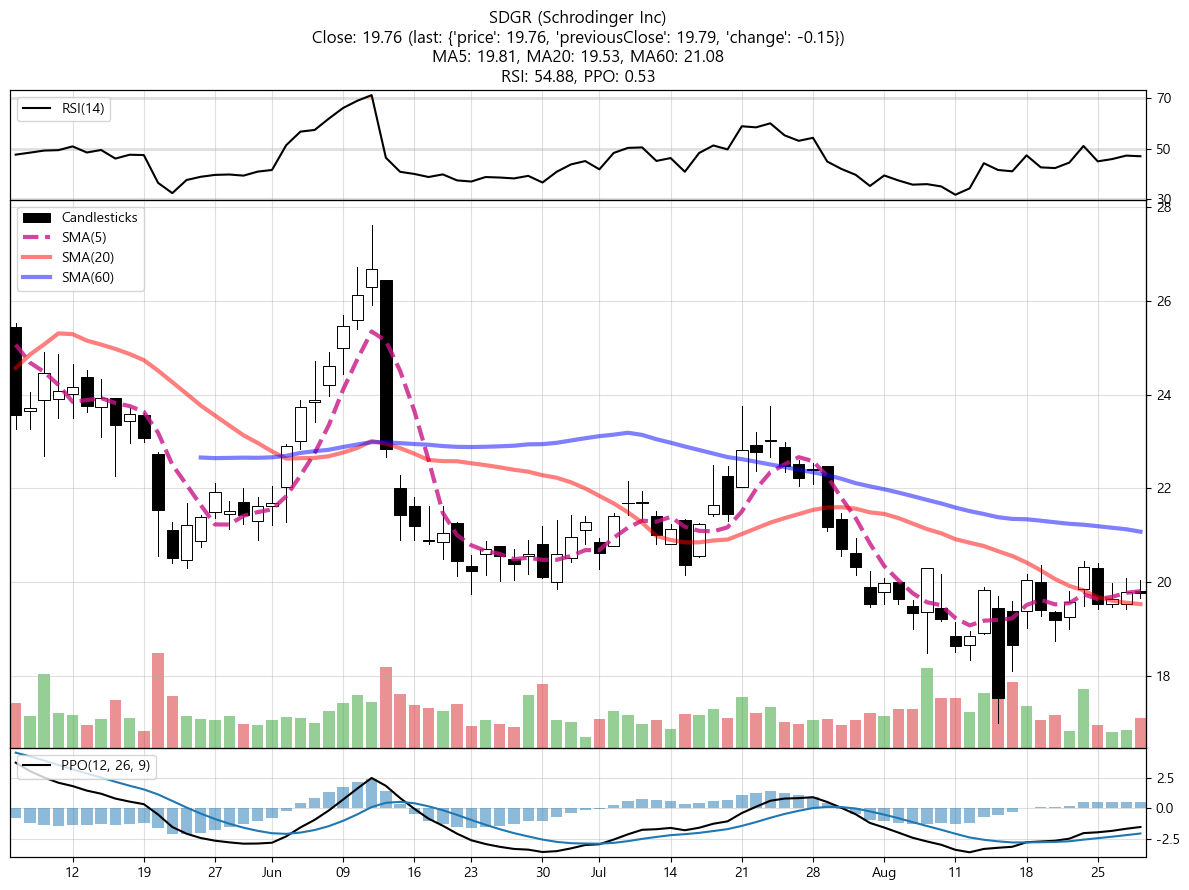 SDGR (Schrodinger Inc)
Close: 19.76 (last: {'price': 19.76, 'previousClose': 19.79, 'change': -0.15})
MA5: 19.81, MA20: 19.53, MA60: 21.08
RSI: 54.88, PPO: 0.53
RSI(14)
70
50
30
Candlesticks
SMA(5)
SMA(20)
SMA(60)
28
26
24
22
20
18
PPO(12, 26, 9)
2.5
0.0
−2.5
12 19 27 Jun 09 16 23 30 Jul 14 21 28 Aug 11 18 25